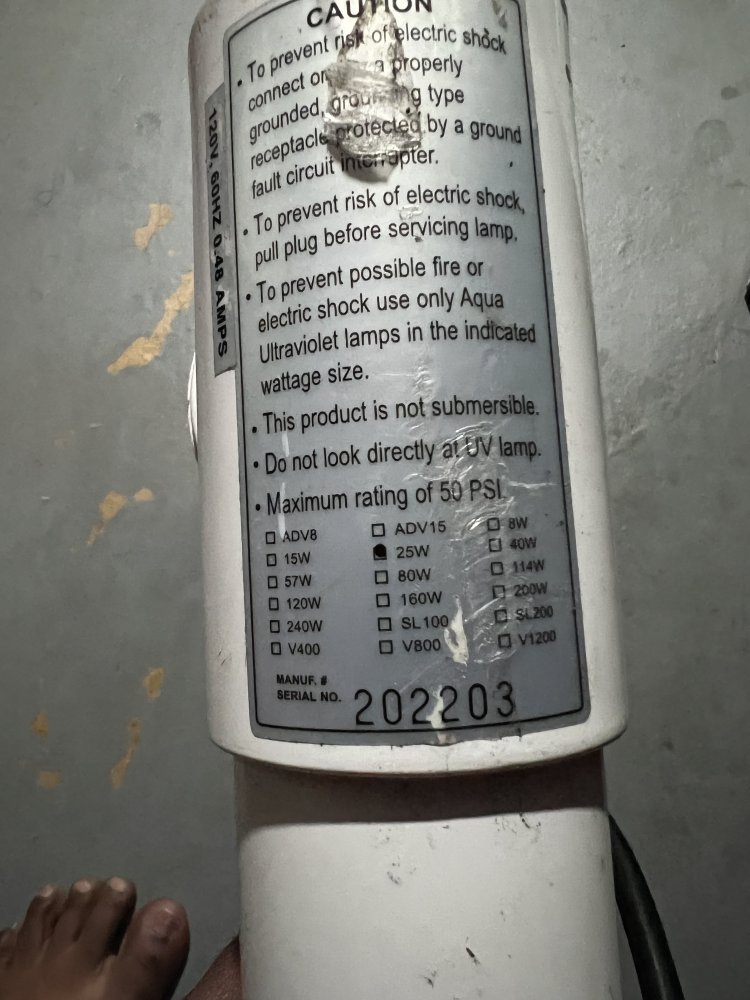 CAUTION
• To prevent risk of electric shock
connect on a properly
grounded, grounding type
receptacle protected by a ground
fault circuit interrupter.
• To prevent risk of electric shock,
pull plug before servicing lamp.
• To prevent possible fire or
electric shock use only Aqua
Ultraviolet lamps in the indicated
wattage size.
• This product is not submersible.
• Do not look directly at UV lamp.
• Maximum rating of 50 PSI.
ADV8 ADV15 8W
15W 25W 40W
57W 80W 114W
120W 160W 200W
240W SL100 SL200
V400 V800 V1200
MANUF. #
SERIAL NO. 202203
120V, 60HZ 0.48 AMPS